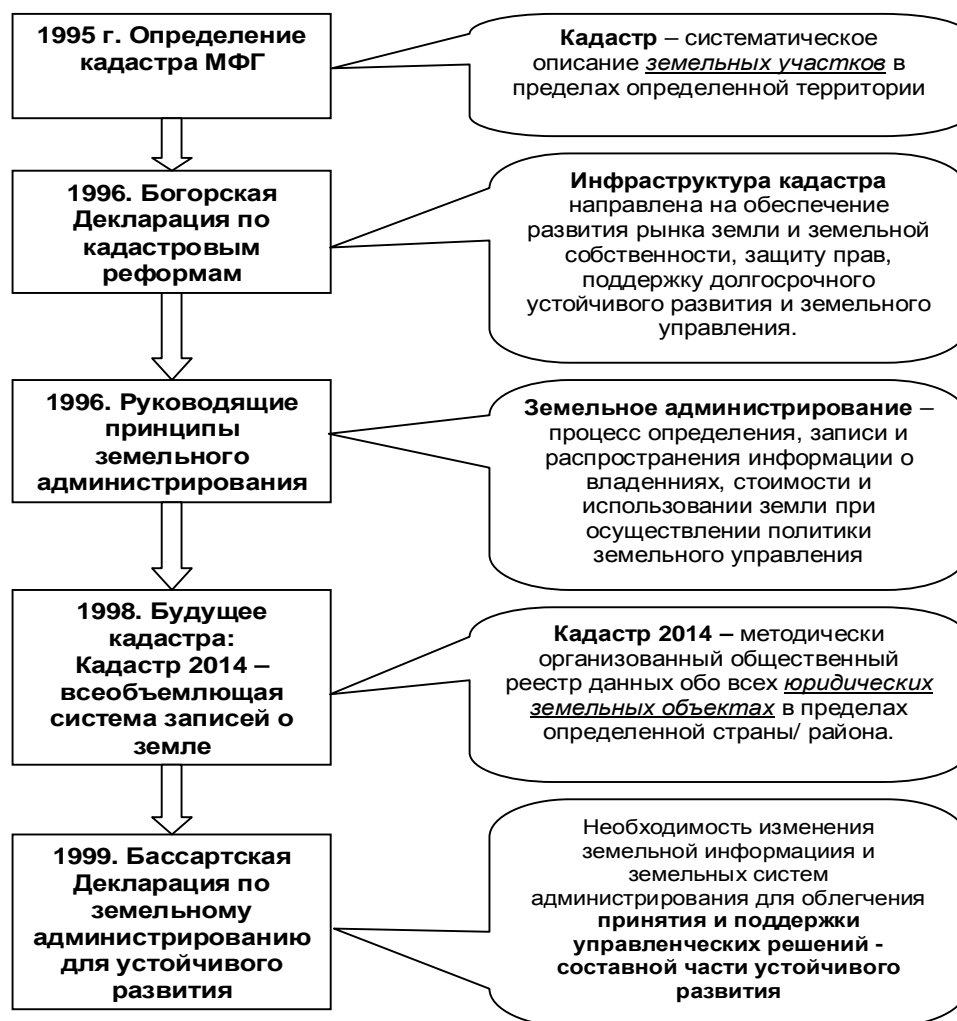 1995 г. Определение
кадастра МФГ
Кадастр – систематическое
описание земельных участков в
пределах определенной территории
1996. Богорская
Декларация по
кадастровым
реформам
Инфраструктура кадастра
направлена на обеспечение
развития рынка земли и земельной
собственности, защиту прав,
поддержку долгосрочного
устойчивого развития и земельного
управления.
1996. Руководящие
принципы
земельного
администрирования
Земельное администрирование –
процесс определения, записи и
распространения информации о
владенниях, стоимости и
использовании земли при
осуществлении политики
земельного управления
1998. Будущее
кадастра:
Кадастр 2014 –
всеобъемлющая
система записей о
земле
Кадастр 2014 – методически
организованный общественный
реестр данных обо всех юридических
земельных объектах в пределах
определенной страны/ района.
1999. Бассартская
Декларация по
земельному
администрированию
для устойчивого
развития
Необходимость изменения
земельной информациия и
земельных систем
администрирования для облегчения
принятия и поддержки
управленческих решений -
составной части устойчивого
развития